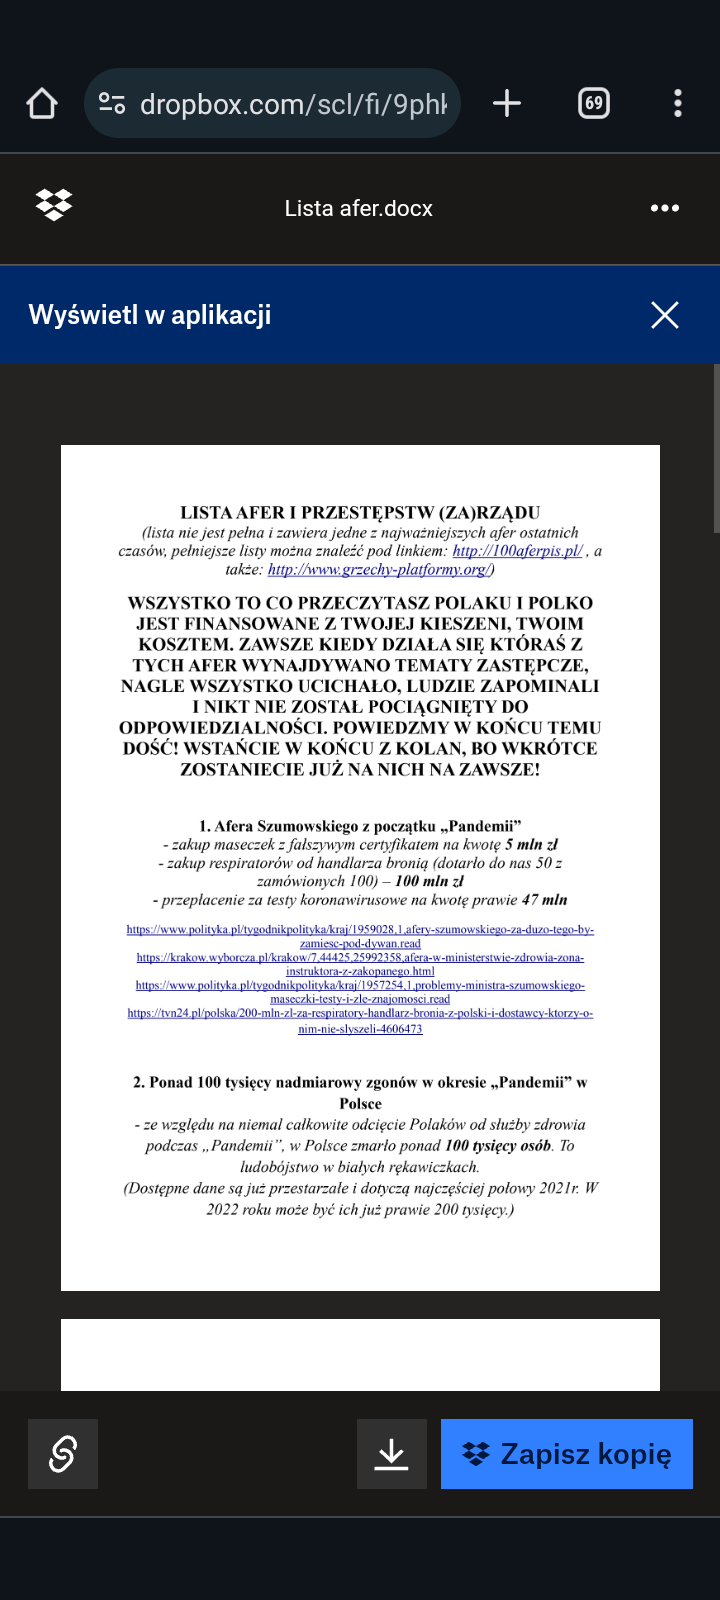 dropbox.com/scl/fi/9phl
69
Lista afer.docx
Wyświetl w aplikacji
LISTA AFER I PRZESTĘPSTW (ZA)RZĄDU
(lista nie jest pełna i zawiera jedne z najważniejszych afer ostatnich
czasów, pełniejsze listy można znaleźć pod linkiem: http://100aferpis.pl/ , a
także: http://www.grzechy-platformy.org/)
WSZYSTKO TO CO PRZECZYTASZ POLAKU I POLKO
JEST FINANSOWANE Z TWOJEJ KIESZENI, TWOIM
KOSZTEM. ZAWSZE KIEDY DZIAŁA SIĘ KTÓRAŚ Z
TYCH AFER WYNAJDYWANO TEMATY ZASTĘPCZE,
NAGLE WSZYSTKO UCICHAŁO, LUDZIE ZAPOMINALI
I NIKT NIE ZOSTAŁ POCIĄGNIĘTY DO
ODPOWIEDZIALNOŚCI. POWIEDZMY W KOŃCU TEMU
DOŚĆ! WSTAŃCIE W KOŃCU Z KOLAN, BO WKRÓTCE
ZOSTANIECIE JUŻ NA NICH NA ZAWSZE!
1. Afera Szumowskiego z początku „Pandemii”
- zakup maseczek z fałszywym certyfikatem na kwotę 5 mln zł
- zakup respiratorów od handlarza bronią (dotarło do nas 50 z
zamówionych 100) – 100 mln zł
- przepłacenie za testy koronawirusowe na kwotę prawie 47 mln
https://www.polityka.pl/tygodnikpolityka/kraj/1959028,1,afery-szumowskiego-za-duzo-tego-by-
zamiesc-pod-dywan.read
https://krakow.wyborcza.pl/krakow/7,44425,25992358,afera-w-ministerstwie-zdrowia-zona-
instruktora-z-zakopanego.html
https://www.polityka.pl/tygodnikpolityka/kraj/1957254,1,problemy-ministra-szumowskiego-
maseczki-testy-i-zle-znajomosci.read
https://tvn24.pl/polska/200-mln-zl-za-respiratory-handlarz-bronia-z-polski-i-dostawcy-ktorzy-o-
nim-nie-slyszeli-4606473
2. Ponad 100 tysięcy nadmiarowy zgonów w okresie „Pandemii” w
Polsce
- ze względu na niemal całkowite odcięcie Polaków od służby zdrowia
podczas „Pandemii”, w Polsce zmarło ponad 100 tysięcy osób. To
ludobójstwo w białych rękawiczkach.
(Dostępne dane są już przestarzałe i dotyczą najczęściej połowy 2021r. W
2022 roku może być ich już prawie 200 tysięcy.)
Zapisz kopię